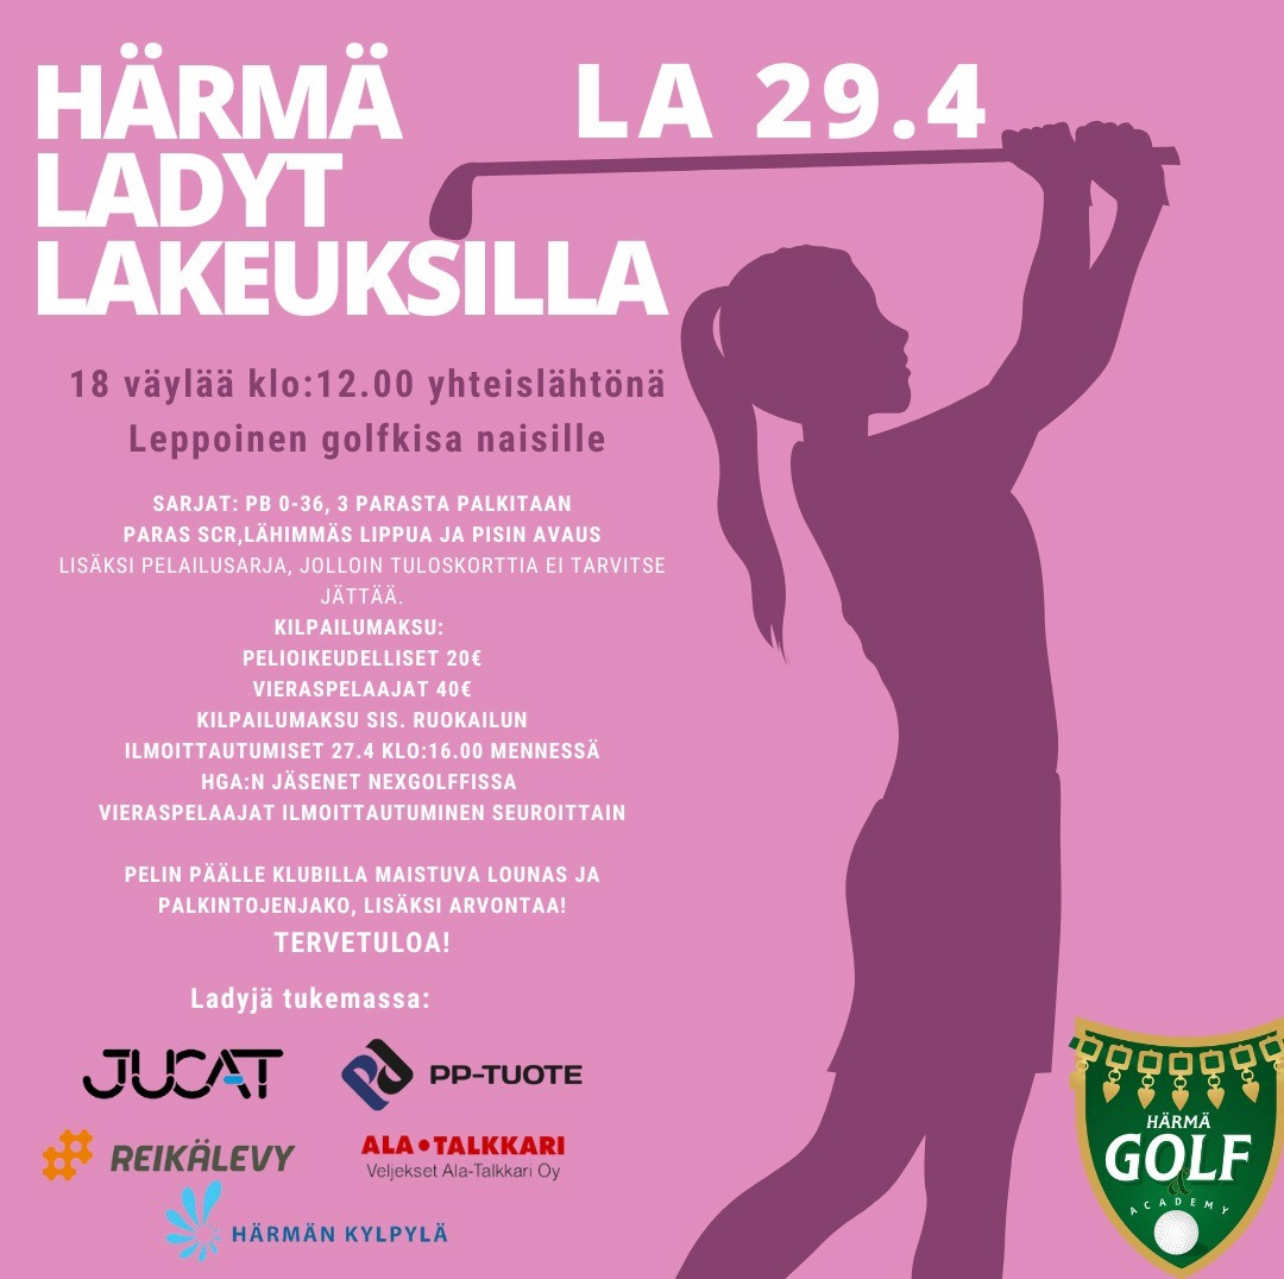 HÄRMÄ
LADYT
LAKEUKSILLA
LA 29.4
18 väylää klo:12.00 yhteislähtönä
Leppoinen golfkisa naisille
SARJAT: PB 0-36, 3 PARASTA PALKITAAN
PARAS SCR,LÄHIMMÄS LIPPUA JA PISIN AVAUS
LISÄKSI PELAILUSARJA, JOLLOIN TULOSKORTTIA EI TARVITSE
JÄTTÄÄ.
KILPAILUMAKSU:
PELIOIKEUDELLISET 20€
VIERASPELAAJAT 40€
KILPAILUMAKSU SIS. RUOKAILUN
ILMOITTAUTUMISET 27.4 KLO:16.00 MENNESSÄ
HGA:N JÄSENET NEXGOLFFISSA
VIERASPELAAJAT ILMOITTAUTUMINEN SEUROITTAIN
PELIN PÄÄLLE KLUBILLA MAISTUVA LOUNAS JA
PALKINTOJENJAKO, LISÄKSI ARVONTAA!
TERVETULOA!
Ladyjä tukemassa:
JUCAT
PP-TUOTE
REIKÄLEVY
ALA•TALKKARI
Veljekset Ala-Talkkari Oy
HÄRMÄN KYLPYLÄ
HÄRMÄ
GOLF
&
ACADEMY